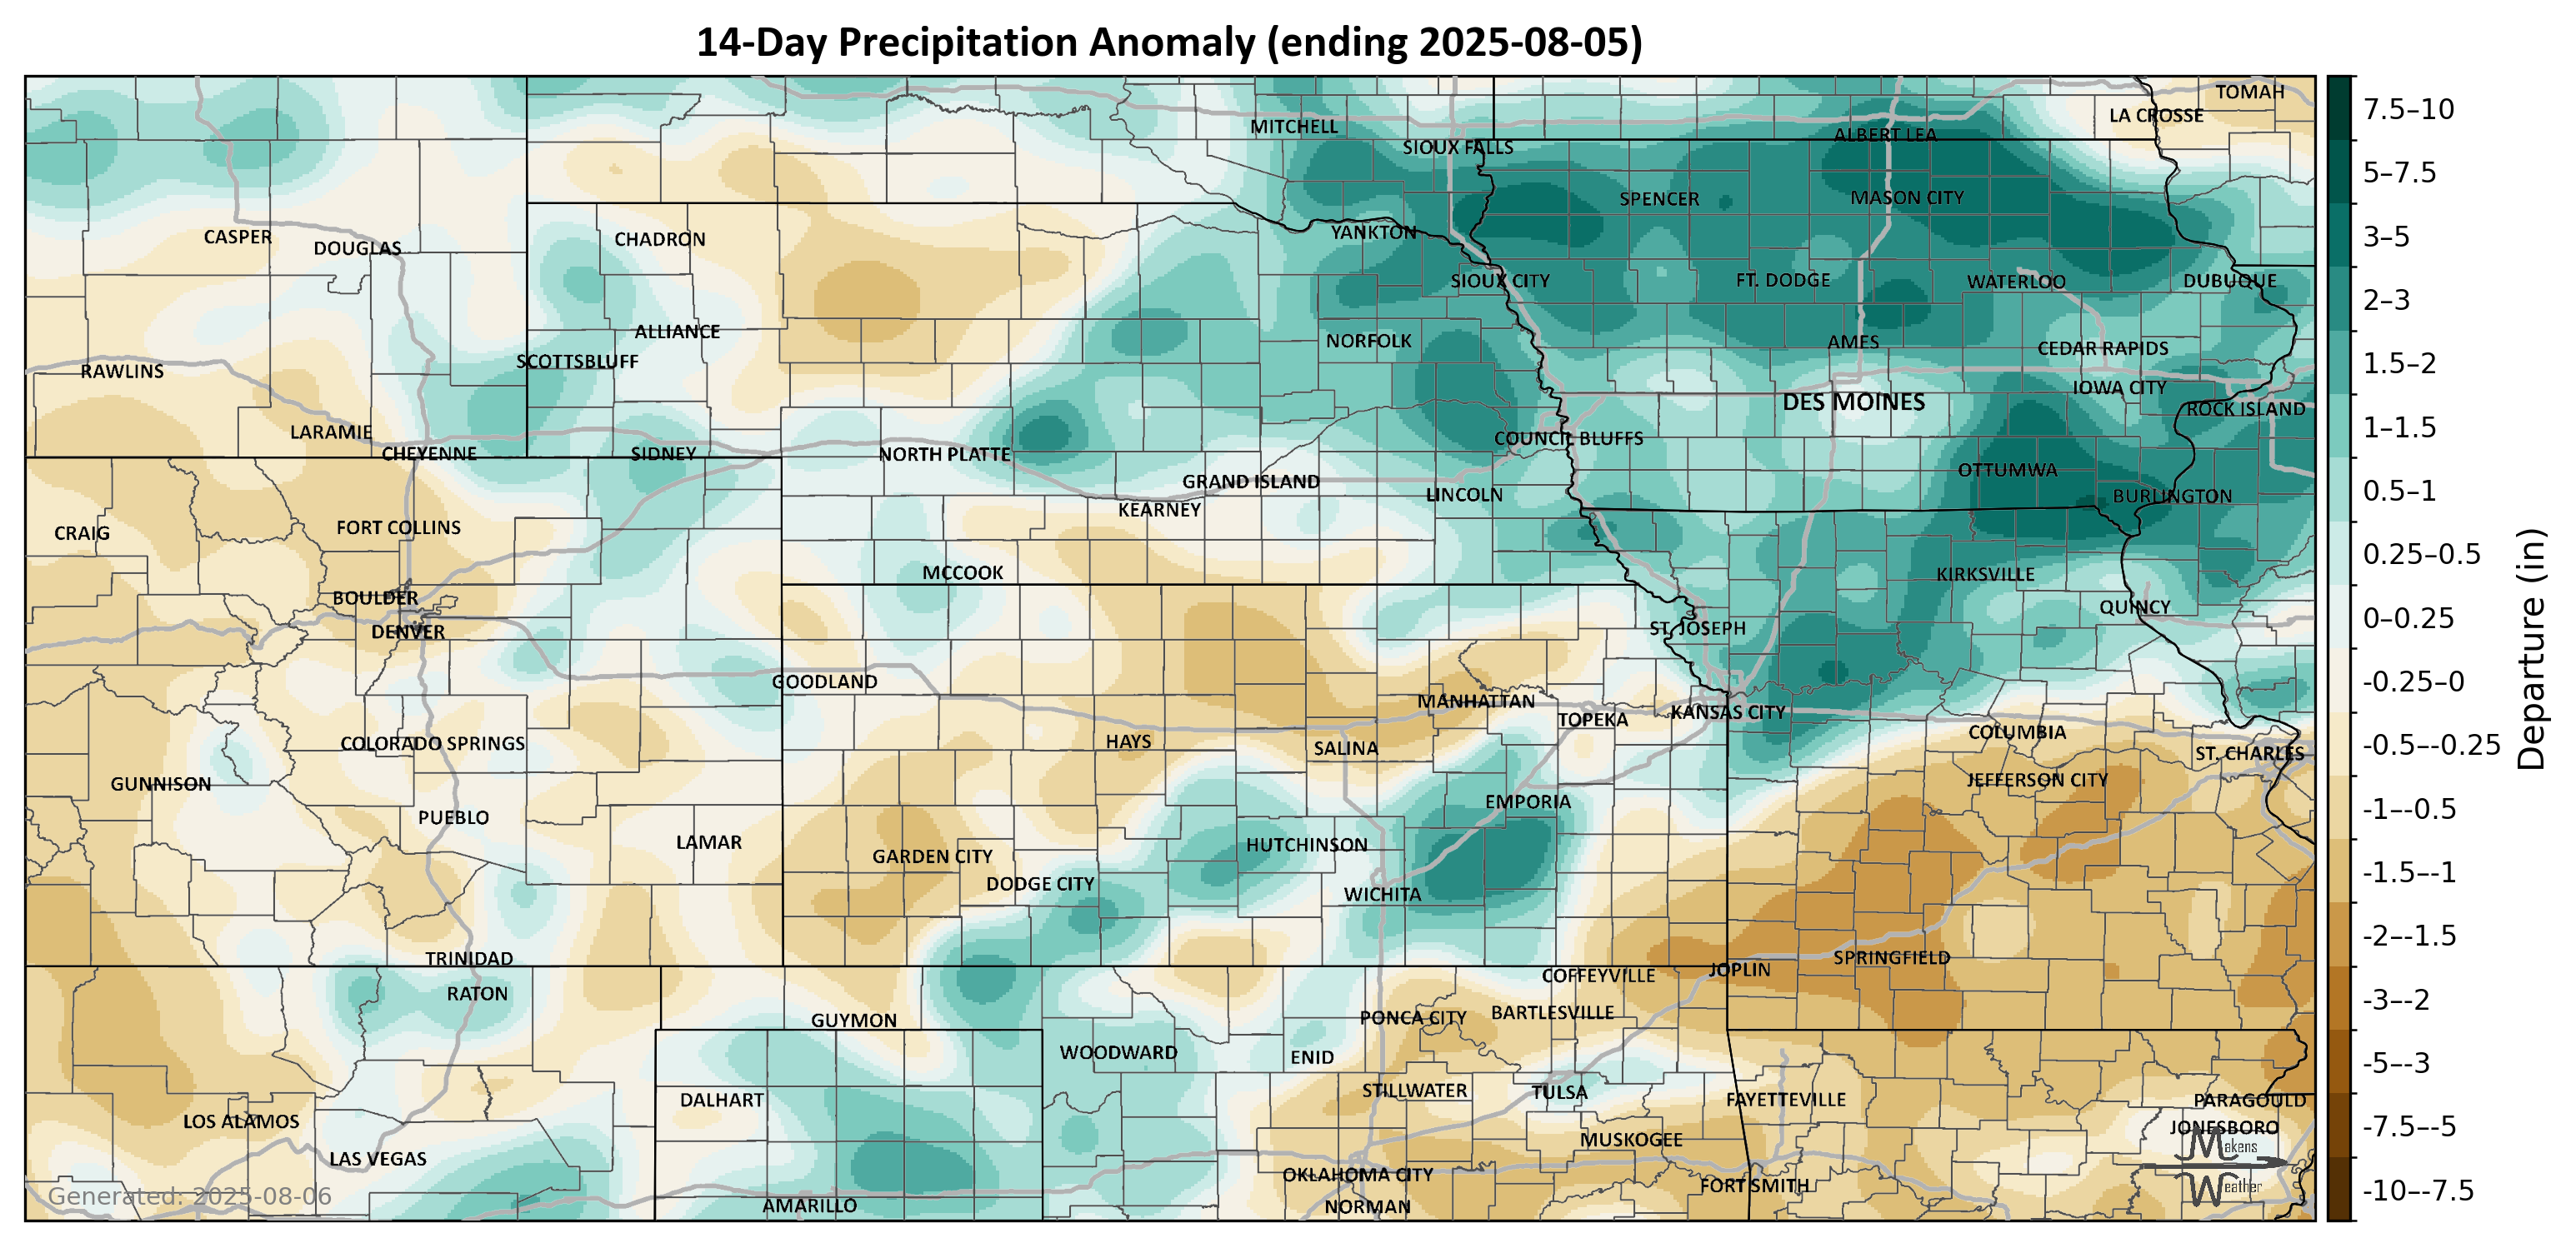 14-Day Precipitation Anomaly (ending 2025-08-05)
TOMAH
LA CROSSE
MITCHELL
ALBERT LEA
SIOUX FALLS
SPENCER
MASON CITY
CASPER
DOUGLAS
CHADRON
YANKTON
SIOUX CITY
FT. DODGE
WATERLOO
DUBUQUE
ALLIANCE
NORFOLK
AMES
CEDAR RAPIDS
SCOTTSBLUFF
RAWLINS
IOWA CITY
DES MOINES
ROCK ISLAND
LARAMIE
COUNCIL BLUFFS
CHEYENNE
SIDNEY
NORTH PLATTE
OTTUMWA
GRAND ISLAND
LINCOLN
BURLINGTON
KEARNEY
CRAIG
FORT COLLINS
MCCOOK
KIRKSVILLE
BOULDER
QUINCY
DENVER
ST. JOSEPH
GOODLAND
MANHATTAN
TOPEKA
KANSAS CITY
COLUMBIA
COLORADO SPRINGS
HAYS
SALINA
ST. CHARLES
GUNNISON
JEFFERSON CITY
EMPORIA
PUEBLO
LAMAR
HUTCHINSON
GARDEN CITY
DODGE CITY
WICHITA
TRINIDAD
SPRINGFIELD
JOPLIN
COFFEYVILLE
RATON
GUYMON
PONCA CITY
BARTLESVILLE
WOODWARD
ENID
STILLWATER
TULSA
DALHART
FAYETTEVILLE
PARAGOULD
LOS ALAMOS
JONESBORO
MUSKOGEE
LAS VEGAS
OKLAHOMA CITY
FORT SMITH
AMARILLO
NORMAN
Makens
Weather
Generated: 2025-08-06
7.5–10
5–7.5
3–5
2–3
1.5–2
1–1.5
0.5–1
0.25–0.5
0–0.25
-0.25–0
-0.5–-0.25
-1–-0.5
-1.5–-1
-2–-1.5
-3–-2
-5–-3
-7.5–-5
-10–-7.5
Departure (in)